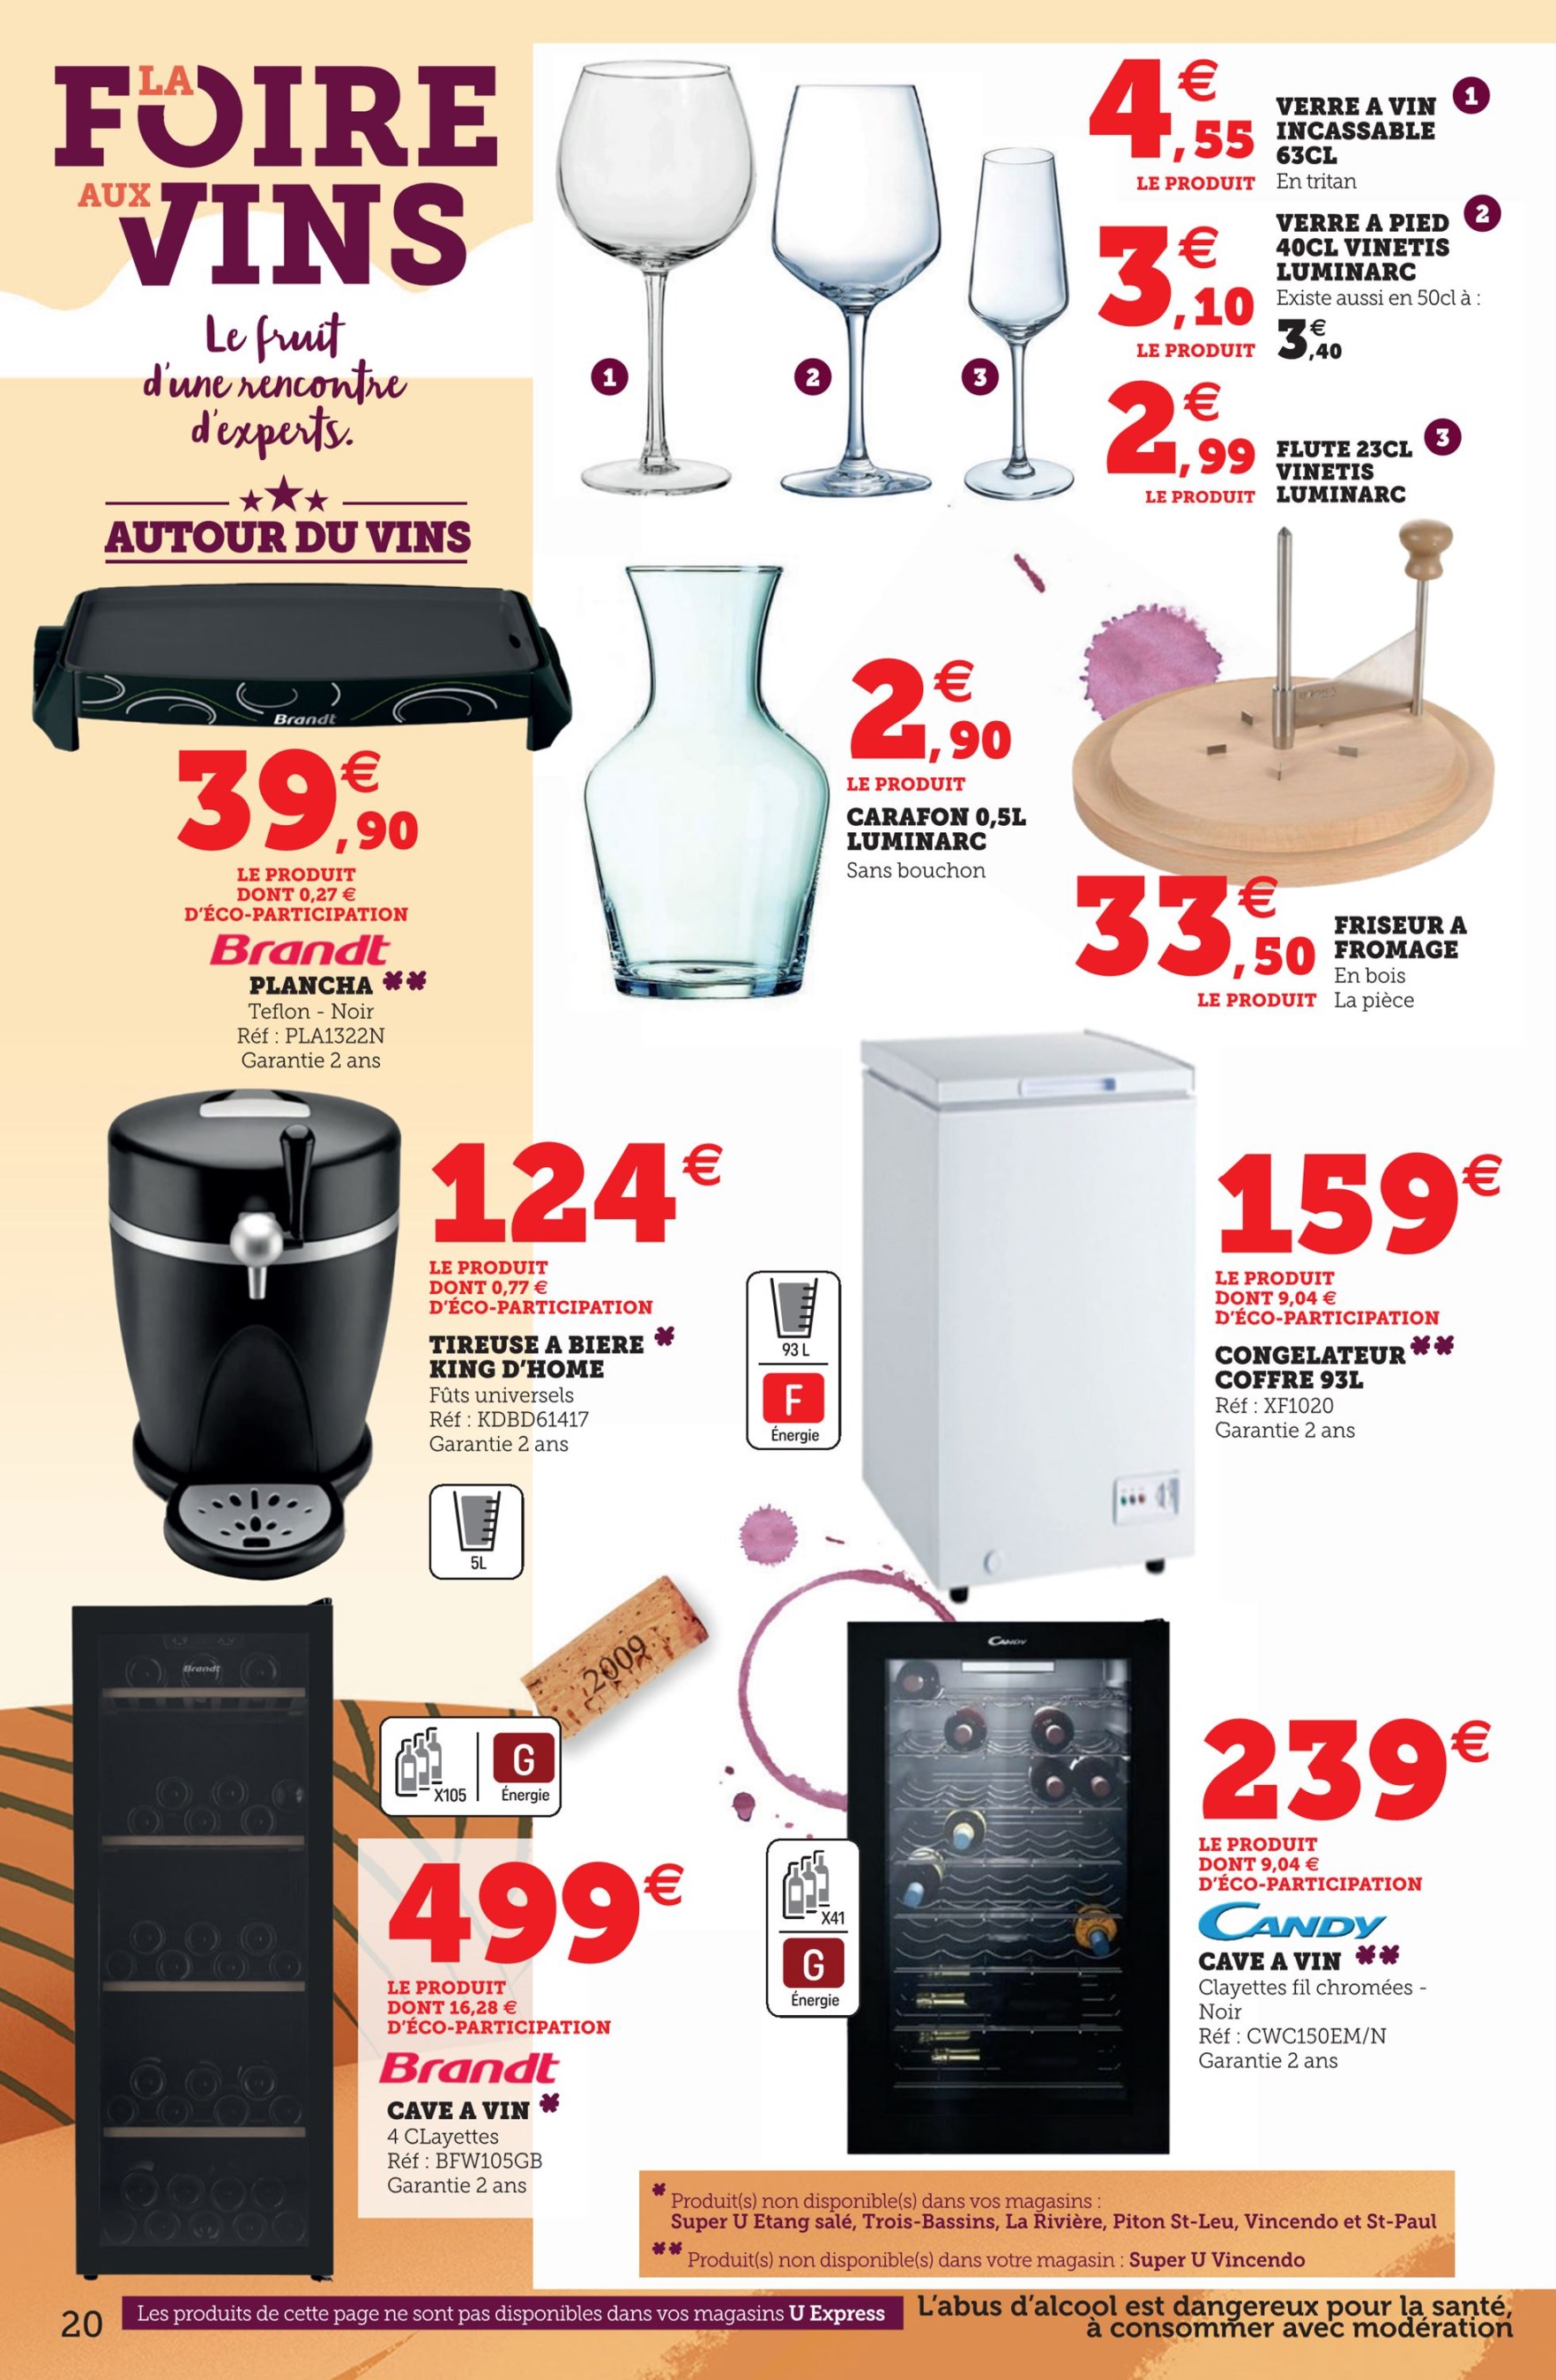 LA
FOIRE
AUX
VINS
Le fruit
d'une rencontre
d'experts.
AUTOUR DU VINS
1
2
3
4€,55
LE PRODUIT
VERRE A VIN 1
INCASSABLE
63CL
En tritan
3€,10
LE PRODUIT
VERRE A PIED 2
40CL VINETIS
LUMINARC
Existe aussi en 50cl à :
3€,40
2€,99
LE PRODUIT
FLUTE 23CL 3
VINETIS
LUMINARC
Brandt
39€,90
LE PRODUIT
DONT 0,27 €
D'ÉCO-PARTICIPATION
Brandt
PLANCHA **
Teflon - Noir
Réf : PLA1322N
Garantie 2 ans
2€,90
LE PRODUIT
CARAFON 0,5L
LUMINARC
Sans bouchon
33€,50
LE PRODUIT
FRISEUR A
FROMAGE
En bois
La pièce
124€
LE PRODUIT
DONT 0,77 €
D'ÉCO-PARTICIPATION
TIREUSE A BIERE *
KING D'HOME
Fûts universels
Réf : KDBD61417
Garantie 2 ans
5L
93 L
F
Énergie
159€
LE PRODUIT
DONT 9,04 €
D'ÉCO-PARTICIPATION
CONGELATEUR **
COFFRE 93L
Réf : XF1020
Garantie 2 ans
2009
Brandt
X105
G
Énergie
499€
LE PRODUIT
DONT 16,28 €
D'ÉCO-PARTICIPATION
Brandt
CAVE A VIN *
4 CLayettes
Réf : BFW105GB
Garantie 2 ans
CANDY
X41
G
Énergie
239€
LE PRODUIT
DONT 9,04 €
D'ÉCO-PARTICIPATION
CANDY
CAVE A VIN **
Clayettes fil chromées -
Noir
Réf : CWC150EM/N
Garantie 2 ans
* Produit(s) non disponible(s) dans vos magasins :
Super U Etang salé, Trois-Bassins, La Rivière, Piton St-Leu, Vincendo et St-Paul
** Produit(s) non disponible(s) dans votre magasin : Super U Vincendo
20
Les produits de cette page ne sont pas disponibles dans vos magasins U Express
L'abus d'alcool est dangereux pour la santé,
à consommer avec modération